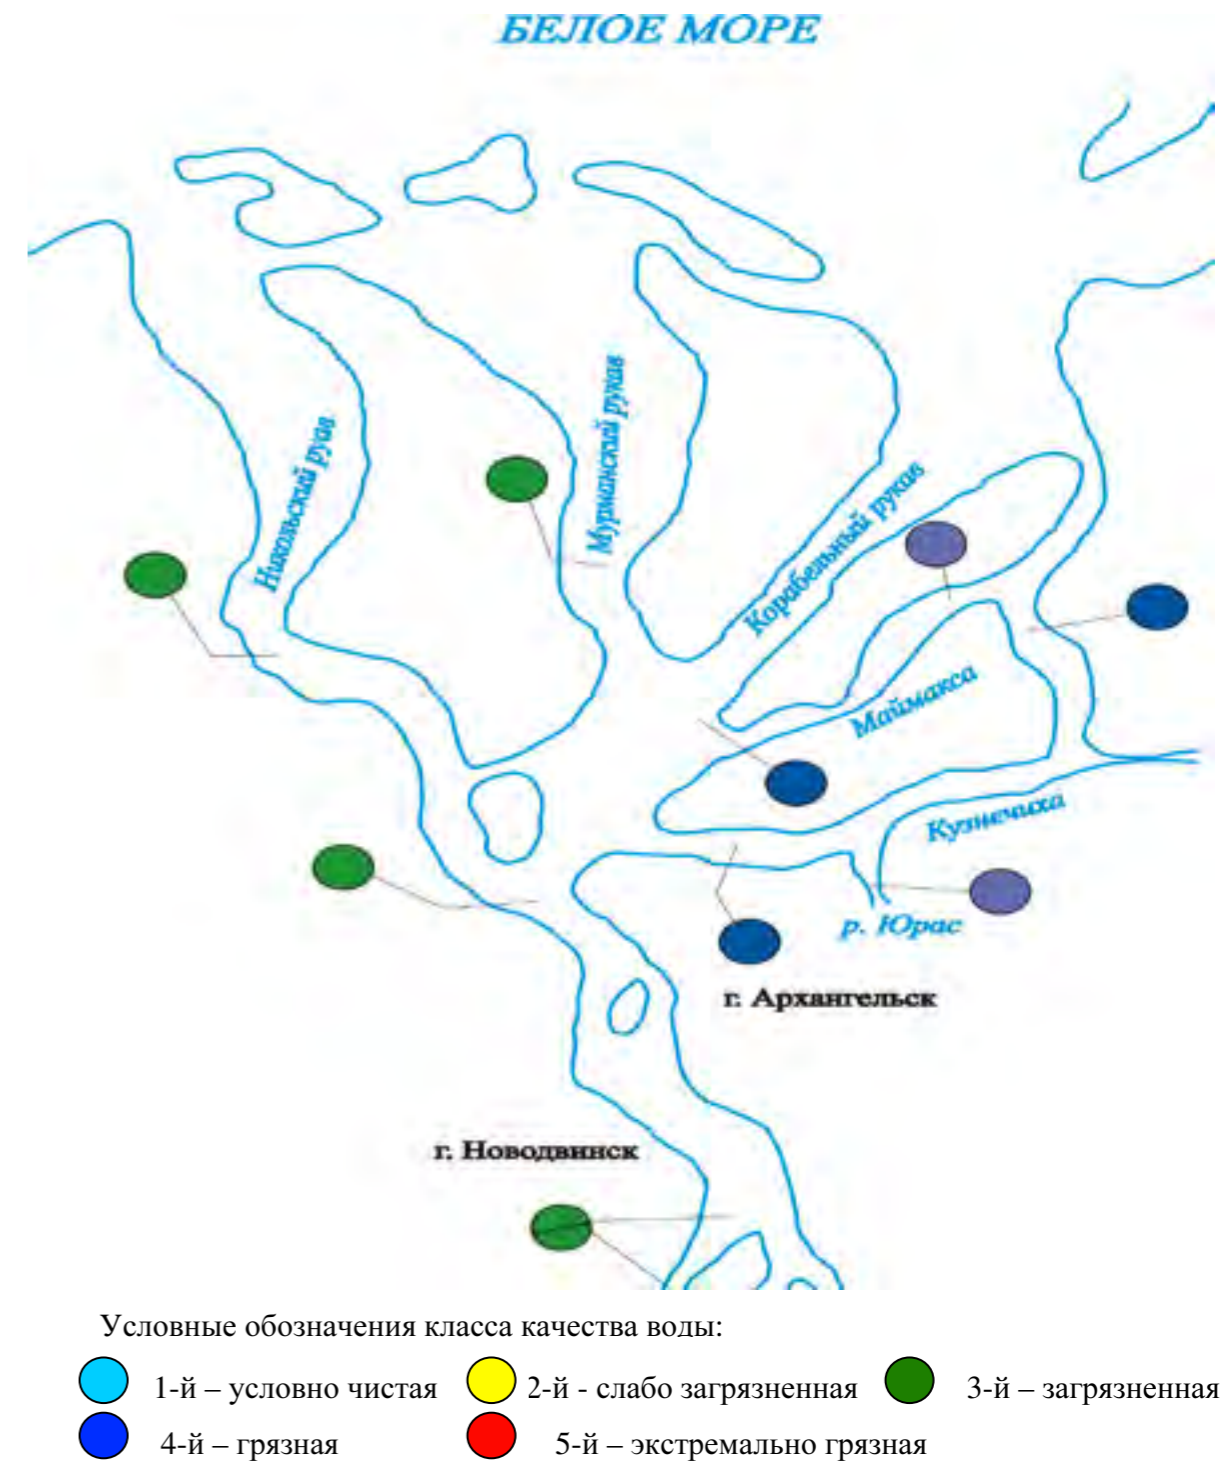 БЕЛОЕ МОРЕ
Никольский руав
Мурманский рукав
Корабельный рукав
Маймакса
Кузнечиха
р. Юрас
г. Архангельск
г. Новодвинск
Условные обозначения класса качества воды:
1-й – условно чистая 2-й - слабо загрязненная 3-й – загрязненная
4-й – грязная 5-й – экстремально грязная